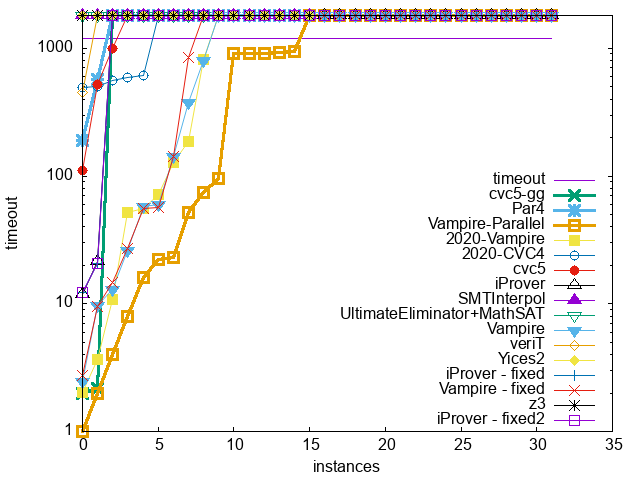 1000
100
10
1
timeout
timeout
cvc5-gg
Par4
Vampire-Parallel
2020-Vampire
2020-CVC4
cvc5
iProver
SMTInterpol
UltimateEliminator+MathSAT
Vampire
veriT
Yices2
iProver - fixed
Vampire - fixed
z3
iProver - fixed2
0 5 10 15 20 25 30 35
instances